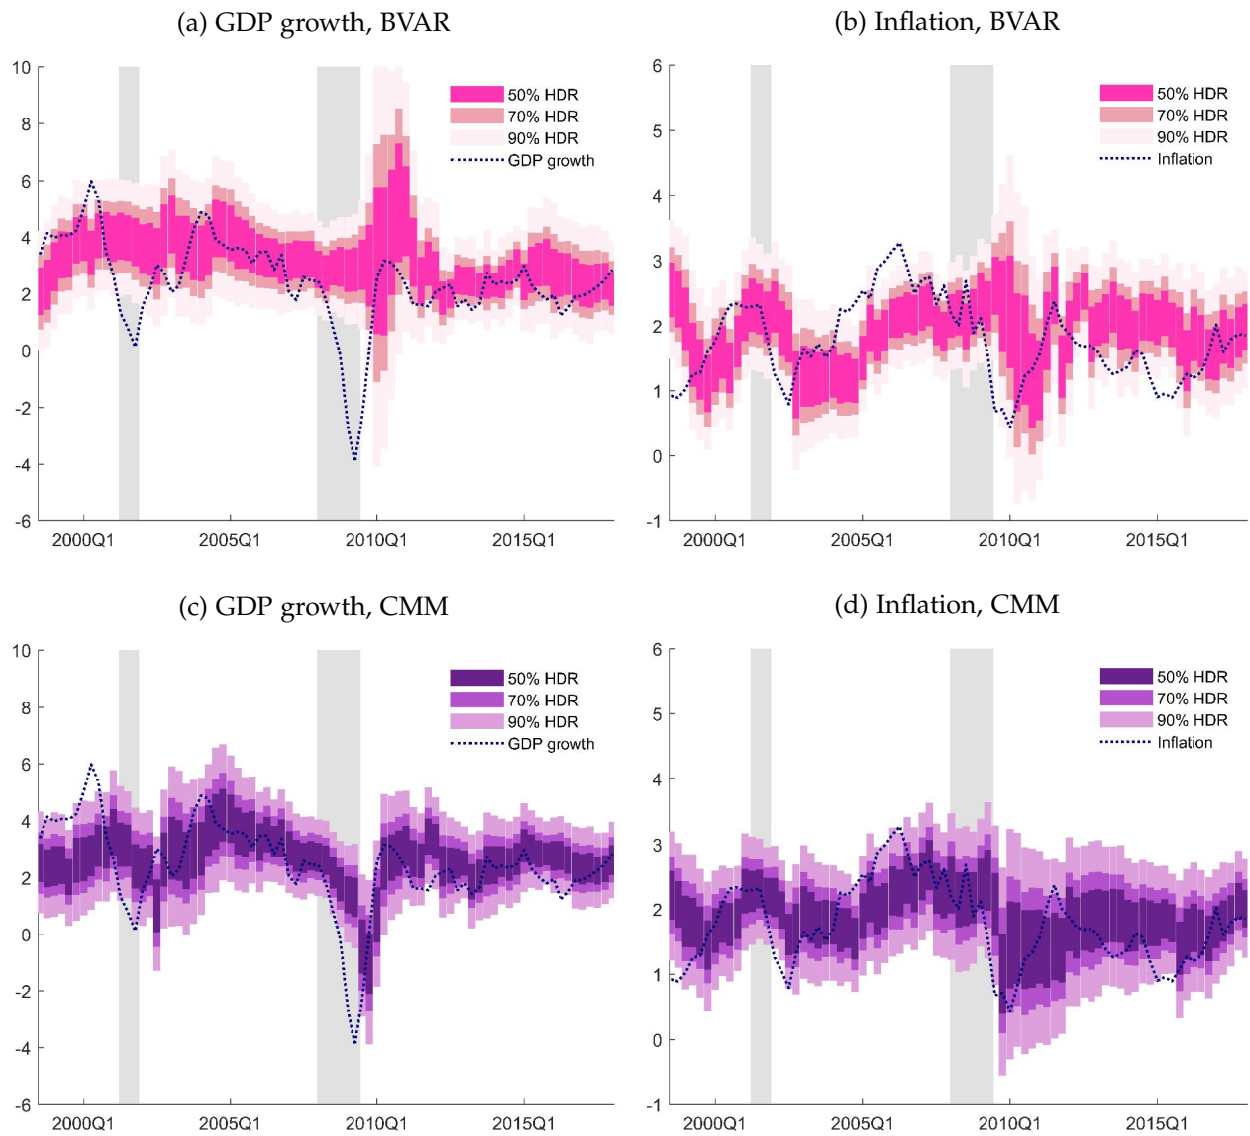 (a) GDP growth, BVAR
10
8
6
4
2
0
-2
-4
-6
2000Q1 2005Q1 2010Q1 2015Q1
50% HDR
70% HDR
90% HDR
GDP growth
(b) Inflation, BVAR
6
5
4
3
2
1
0
-1
2000Q1 2005Q1 2010Q1 2015Q1
50% HDR
70% HDR
90% HDR
Inflation
(c) GDP growth, CMM
10
8
6
4
2
0
-2
-4
-6
2000Q1 2005Q1 2010Q1 2015Q1
50% HDR
70% HDR
90% HDR
GDP growth
(d) Inflation, CMM
6
5
4
3
2
1
0
-1
2000Q1 2005Q1 2010Q1 2015Q1
50% HDR
70% HDR
90% HDR
Inflation